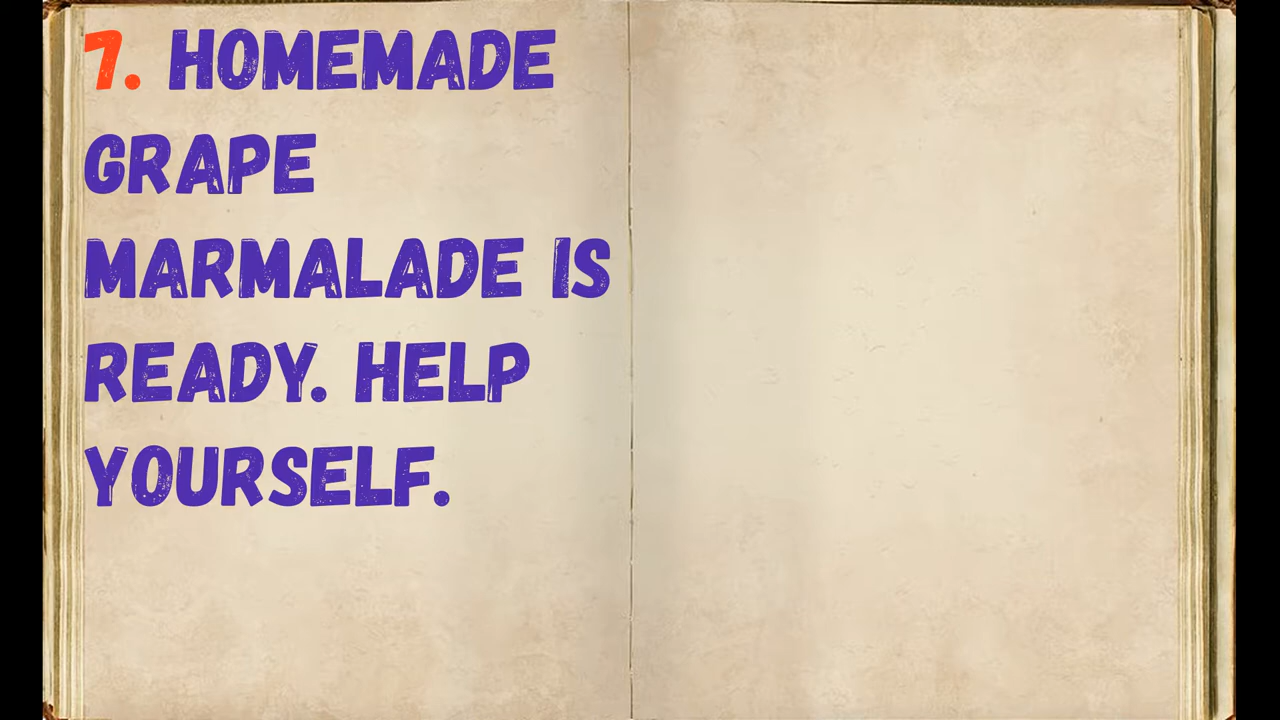 7. HOMEMADE
GRAPE
MARMALADE IS
READY. HELP
YOURSELF.